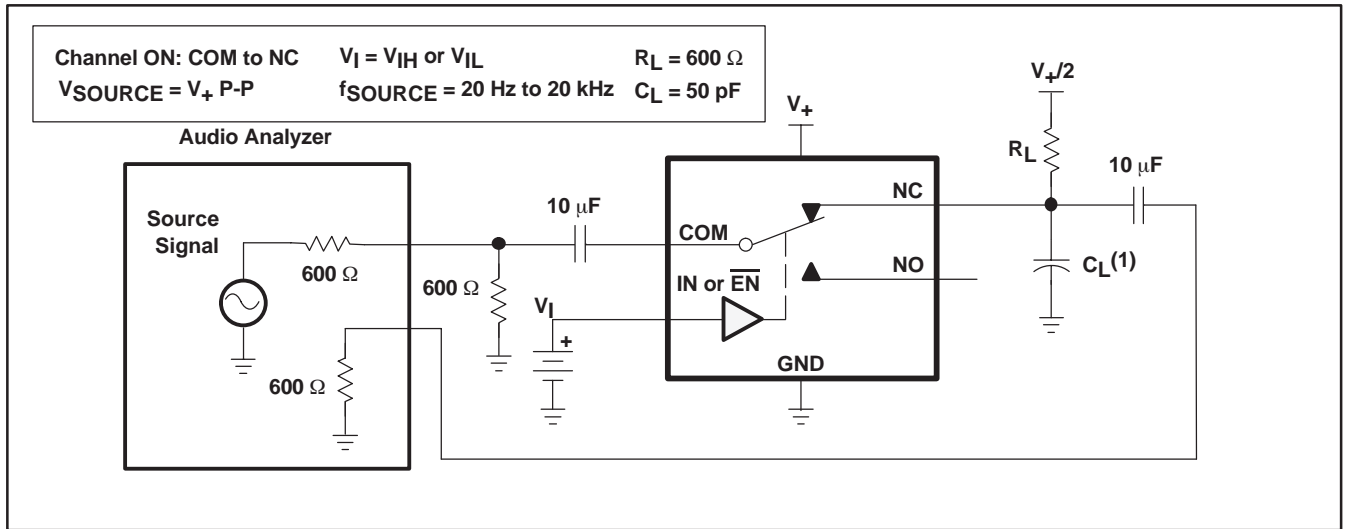 Channel ON: COM to NC V_I = V_IH or V_IL R_L = 600 Ω
V_SOURCE = V_+ P-P f_SOURCE = 20 Hz to 20 kHz C_L = 50 pF
V_+/2
V_+
Audio Analyzer
R_L
10 μF
NC
Source
Signal
10 μF
COM
NO
C_L(1)
600 Ω
600 Ω
IN or E̅N̅
V_I
+
GND
600 Ω